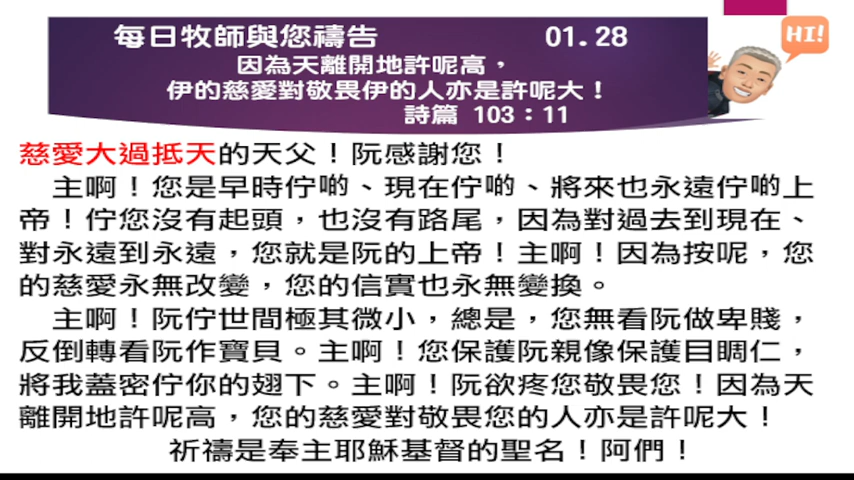 每日牧師與您禱告 01.28
HI!
因為天離開地許呢高，
伊的慈愛對敬畏伊的人亦是許呢大！
詩篇 103：11
慈愛大過抵天的天父！阮感謝您！
主啊！您是早時佇啲、現在佇啲、將來也永遠佇啲上
帝！佇您沒有起頭，也沒有路尾，因為對過去到現在、
對永遠到永遠，您就是阮的上帝！主啊！因為按呢，您
的慈愛永無改變，您的信實也永無變換。
主啊！阮佇世間極其微小，總是，您無看阮做卑賤，
反倒轉看阮作寶貝。主啊！您保護阮親像保護目睭仁，
將我蓋密佇你的翅下。主啊！阮欲疼您敬畏您！因為天
離開地許呢高，您的慈愛對敬畏您的人亦是許呢大！
祈禱是奉主耶穌基督的聖名！阿們！